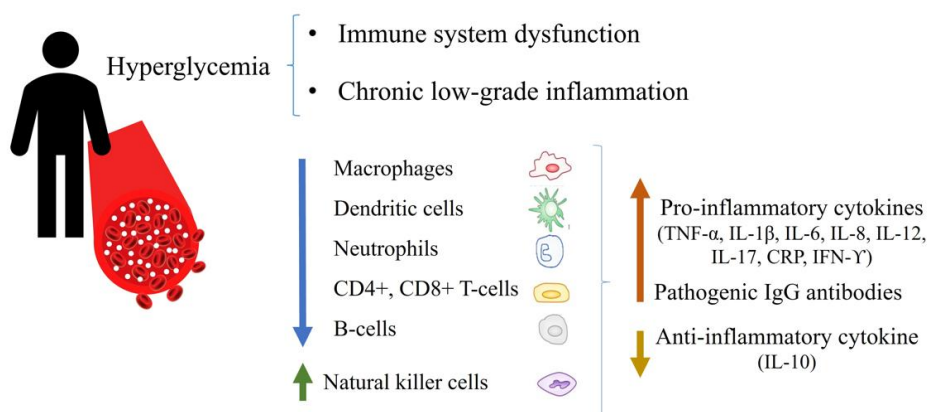 Hyperglycemia
• Immune system dysfunction
• Chronic low-grade inflammation
Macrophages
Dendritic cells
Neutrophils
CD4+, CD8+ T-cells
B-cells
Natural killer cells
Pro-inflammatory cytokines
(TNF-α, IL-1β, IL-6, IL-8, IL-12,
IL-17, CRP, IFN-ϒ)
Pathogenic IgG antibodies
Anti-inflammatory cytokine
(IL-10)